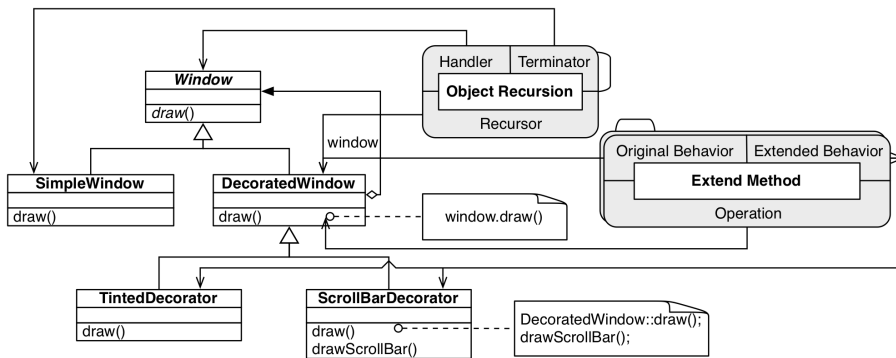 Handler
Terminator
Object Recursion
Recursor
Window
draw()
window
Original Behavior
Extended Behavior
Extend Method
Operation
SimpleWindow
draw()
DecoratedWindow
draw()
window.draw()
TintedDecorator
draw()
ScrollBarDecorator
draw()
drawScrollBar()
DecoratedWindow::draw();
drawScrollBar();